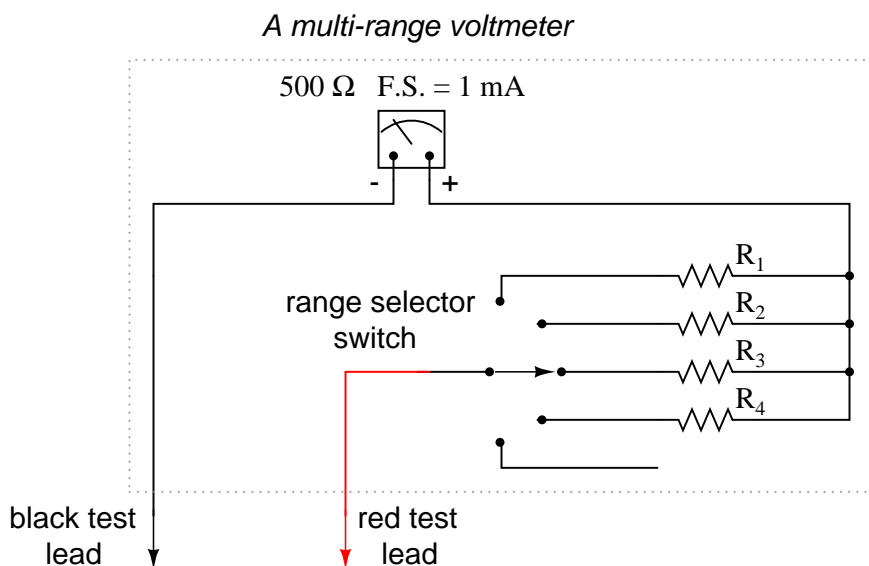 A multi-range voltmeter
500 Ω F.S. = 1 mA
- +
R₁
R₂
range selector
switch
R₃
R₄
black test
lead
red test
lead